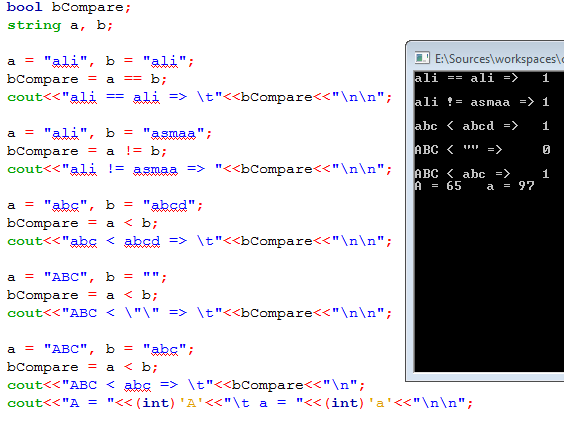 bool bCompare;
string a, b;
a = "ali", b = "ali";
bCompare = a == b;
cout<<"ali == ali => \t"<<bCompare<<"\n\n";
a = "ali", b = "asmaa";
bCompare = a != b;
cout<<"ali != asmaa => "<<bCompare<<"\n\n";
a = "abc", b = "abcd";
bCompare = a < b;
cout<<"abc < abcd => \t"<<bCompare<<"\n\n";
a = "ABC", b = "";
bCompare = a < b;
cout<<"ABC < \"\" => \t"<<bCompare<<"\n\n";
a = "ABC", b = "abc";
bCompare = a < b;
cout<<"ABC < abc => \t"<<bCompare<<"\n";
cout<<"A = "<<(int)'A'<<"\t a = "<<(int)'a'<<"\n\n";
E:\Sources\workspaces\
ali == ali => 1
ali != asmaa => 1
abc < abcd => 1
ABC < "" => 0
ABC < abc => 1
A = 65 a = 97